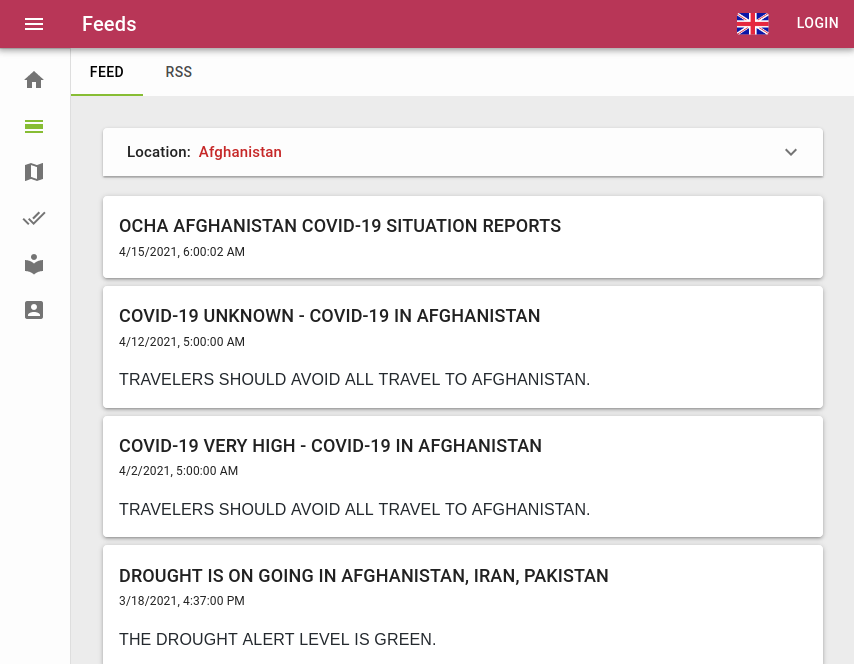 Feeds
LOGIN
FEED
RSS
Location: Afghanistan
OCHA AFGHANISTAN COVID-19 SITUATION REPORTS
4/15/2021, 6:00:02 AM
COVID-19 UNKNOWN - COVID-19 IN AFGHANISTAN
4/12/2021, 5:00:00 AM
TRAVELERS SHOULD AVOID ALL TRAVEL TO AFGHANISTAN.
COVID-19 VERY HIGH - COVID-19 IN AFGHANISTAN
4/2/2021, 5:00:00 AM
TRAVELERS SHOULD AVOID ALL TRAVEL TO AFGHANISTAN.
DROUGHT IS ON GOING IN AFGHANISTAN, IRAN, PAKISTAN
3/18/2021, 4:37:00 PM
THE DROUGHT ALERT LEVEL IS GREEN.